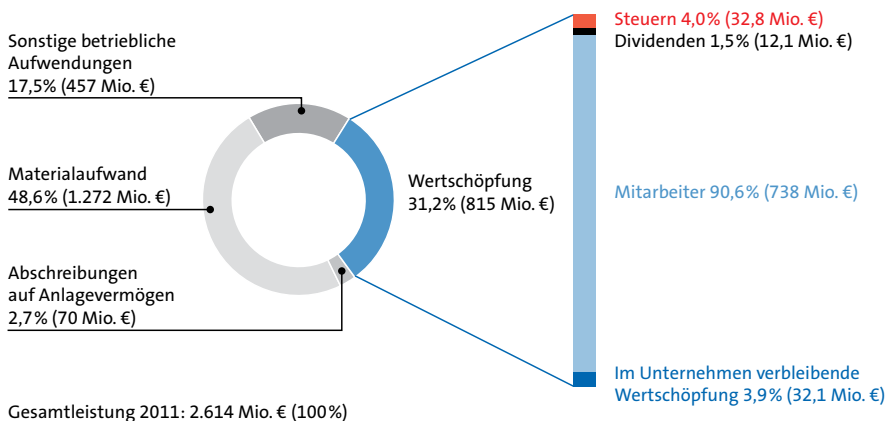 Sonstige betriebliche
Aufwendungen
17,5% (457 Mio. €)
Materialaufwand
48,6% (1.272 Mio. €)
Abschreibungen
auf Anlagevermögen
2,7% (70 Mio. €)
Wertschöpfung
31,2% (815 Mio. €)
Steuern 4,0% (32,8 Mio. €)
Dividenden 1,5% (12,1 Mio. €)
Mitarbeiter 90,6% (738 Mio. €)
Im Unternehmen verbleibende
Wertschöpfung 3,9% (32,1 Mio. €)
Gesamtleistung 2011: 2.614 Mio. € (100%)